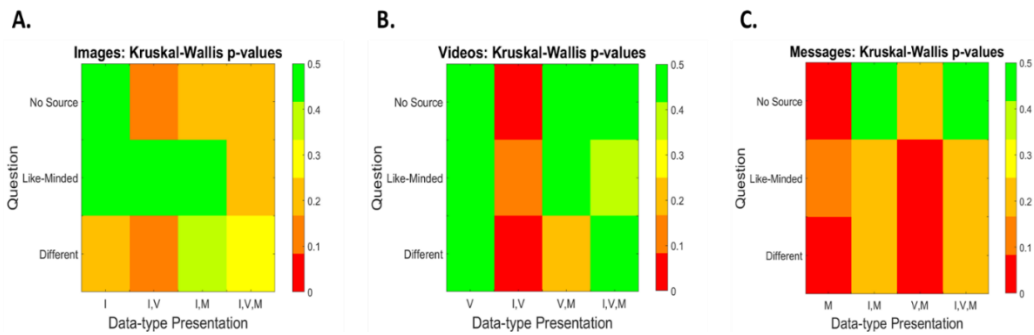 A.
Images: Kruskal-Wallis p-values
Question
No Source
Like-Minded
Different
I
I,V
I,M
I,V,M
Data-type Presentation
0.5
0.4
0.3
0.2
0.1
0
B.
Videos: Kruskal-Wallis p-values
Question
No Source
Like-Minded
Different
V
I,V
V,M
I,V,M
Data-type Presentation
0.5
0.4
0.3
0.2
0.1
0
C.
Messages: Kruskal-Wallis p-values
Question
No Source
Like-Minded
Different
M
I,M
V,M
I,V,M
Data-type Presentation
0.5
0.4
0.3
0.2
0.1
0